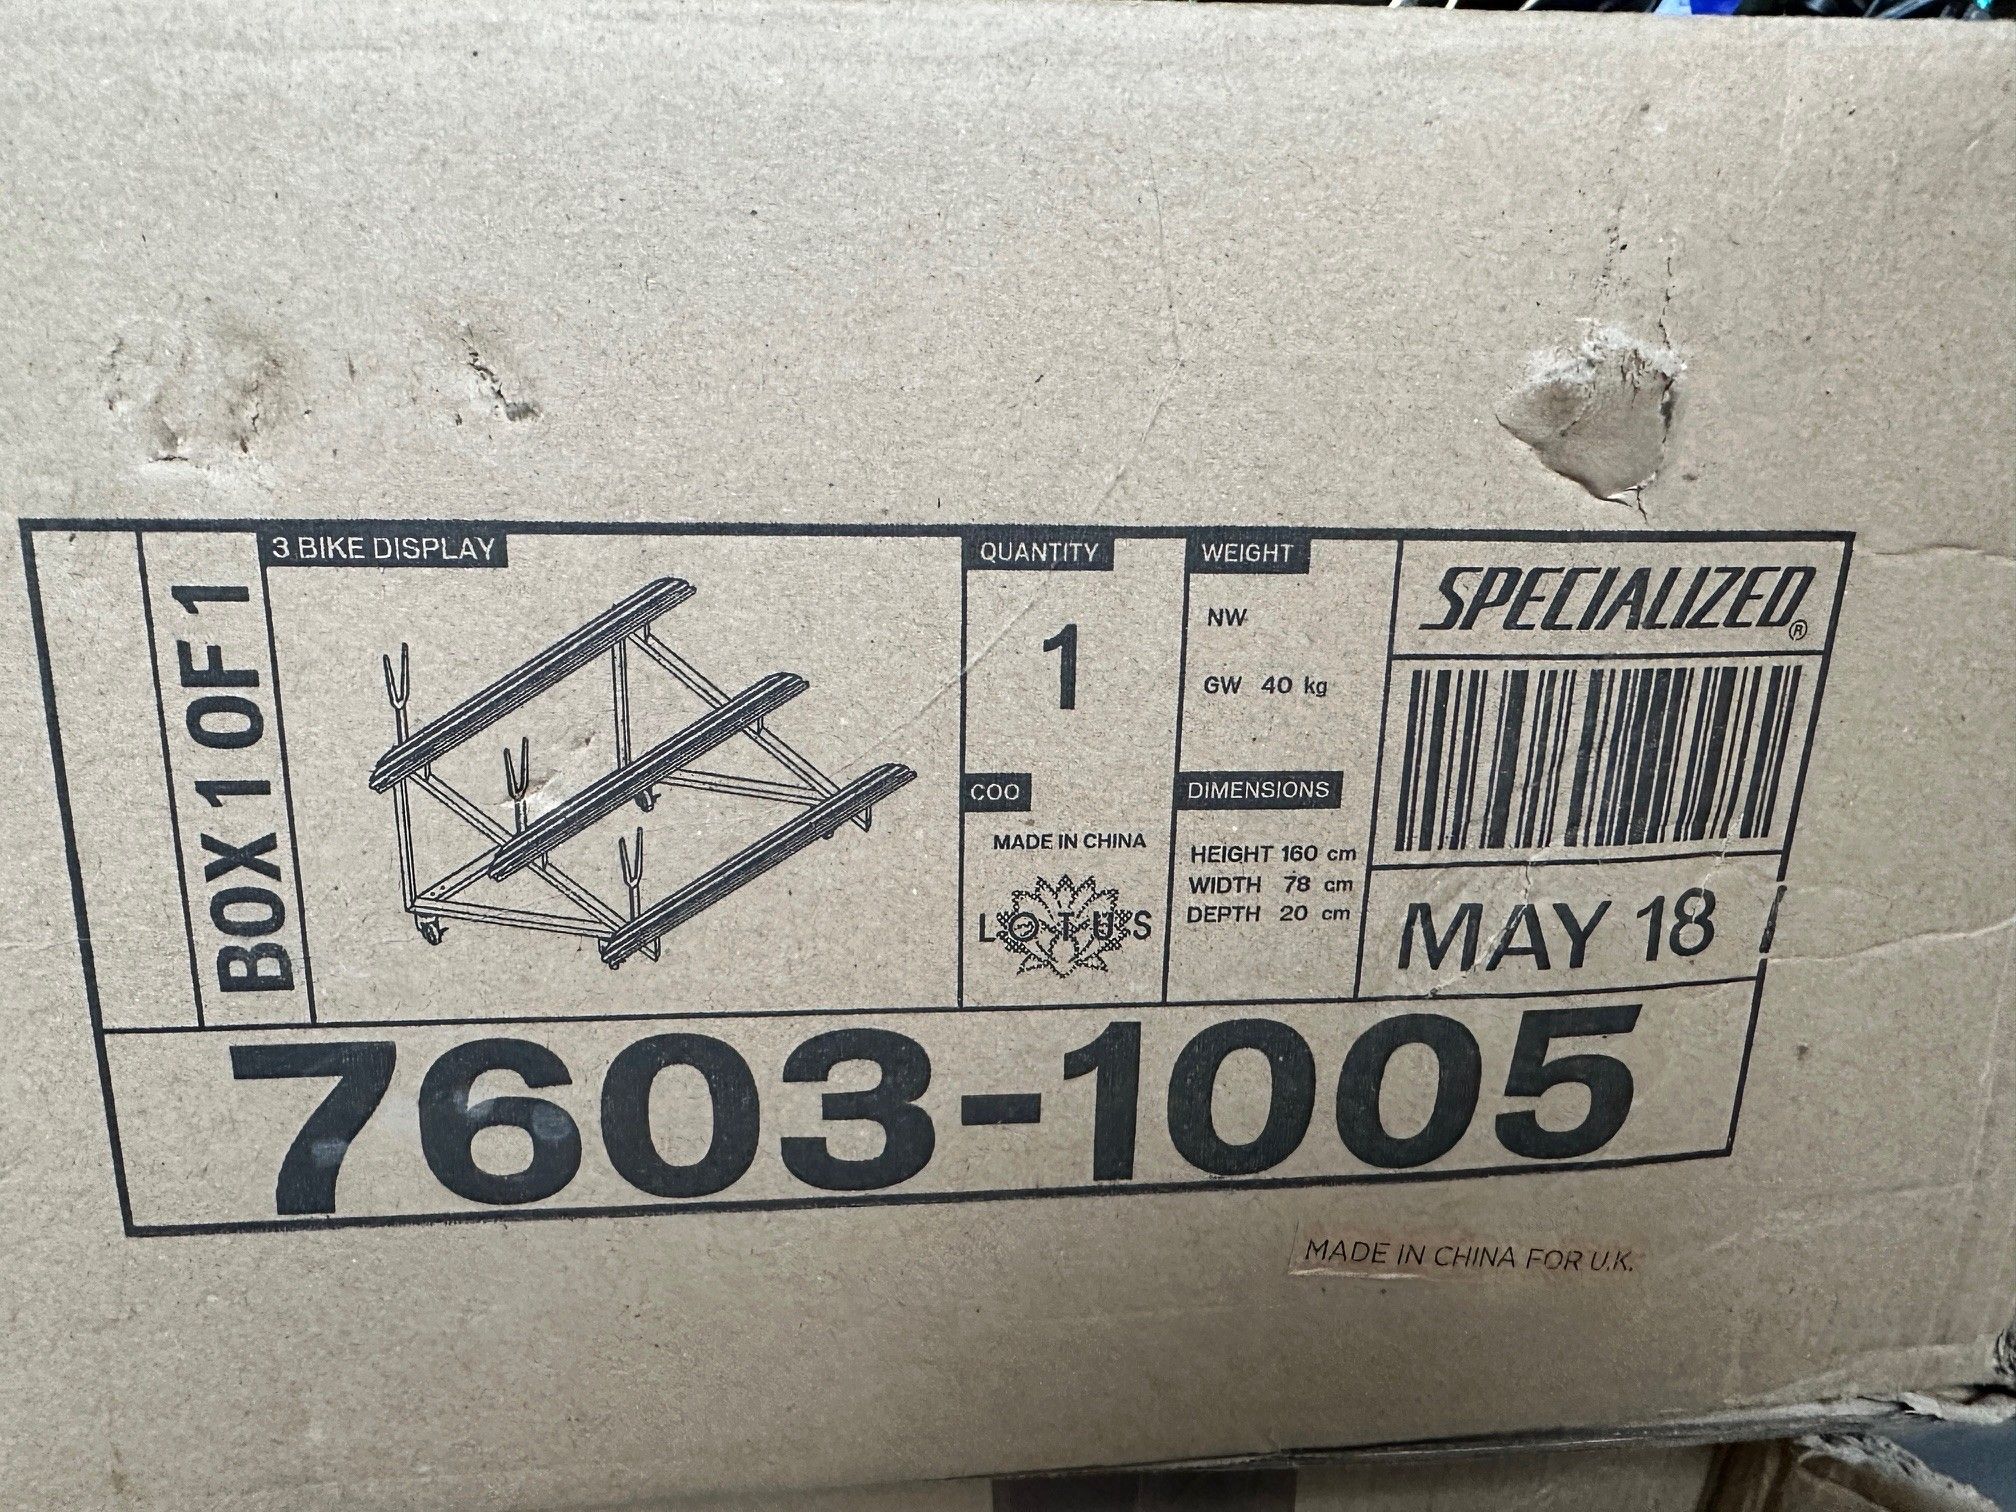 BOX 1 OF 1
3 BIKE DISPLAY
QUANTITY
1
COO
MADE IN CHINA
LOTUS
WEIGHT
NW
GW 40 kg
DIMENSIONS
HEIGHT 160 cm
WIDTH 78 cm
DEPTH 20 cm
SPECIALIZED®
MAY 18
7603-1005
MADE IN CHINA FOR U.K.